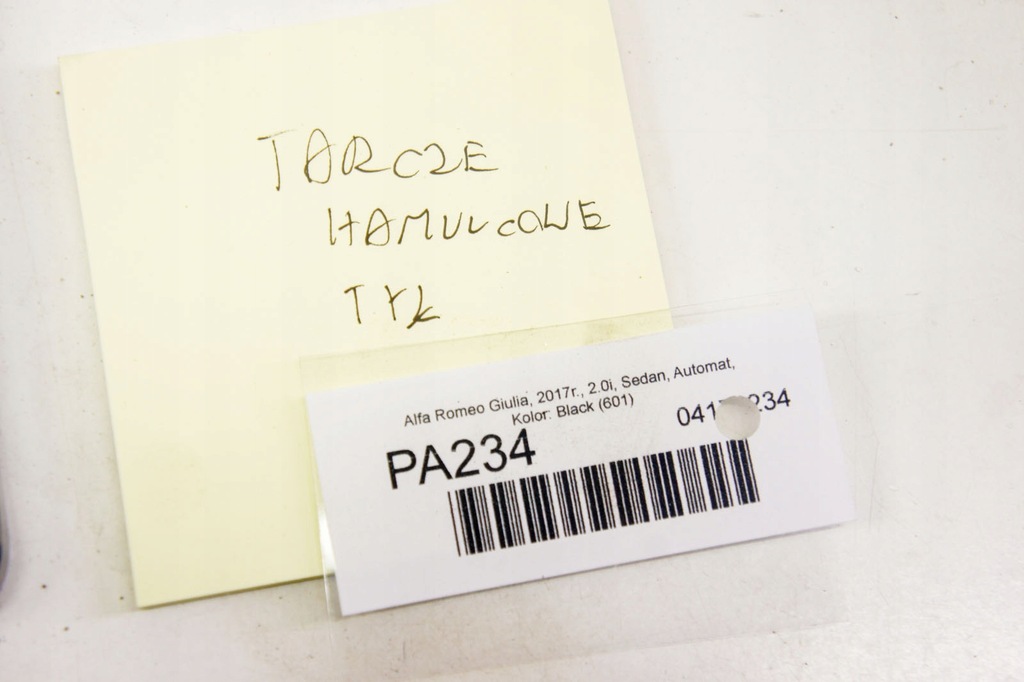 TARCZE
HAMULCOWE
TYŁ
Alfa Romeo Giulia, 2017r., 2.0i, Sedan, Automat,
Kolor: Black (601)
PA234